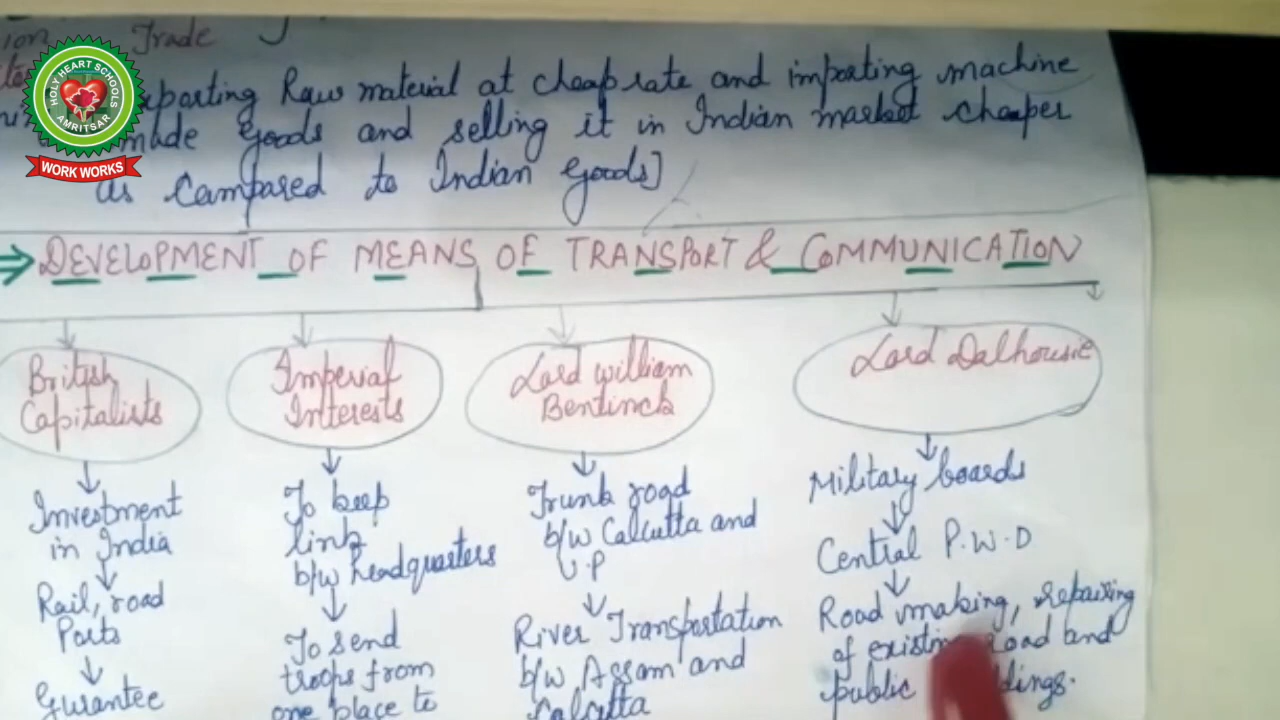 ion Trade
HOLY HEART SCHOOLS
AMRITSAR
WORK WORKS
Raw material at cheap rate and importing machine
made goods and selling it in Indian market cheaper
as Compared to Indian Goods]
DEVELOPMENT OF MEANS OF TRANSPORT & COMMUNICATION
British
Capitalists
Investment
in India
Rail, road
Ports
Gurantee
Imperial
Interests
To keep
link
b/w headquarters
To send
troops from
one place to
Lord william
Bentinck
Trunk road
b/w Calcutta and
U.P
River Transportation
b/w Assam and
Calcutta
Lord Dalhousie
Military boards
Central P.W.D
Road making, repairing
of existing road and
public